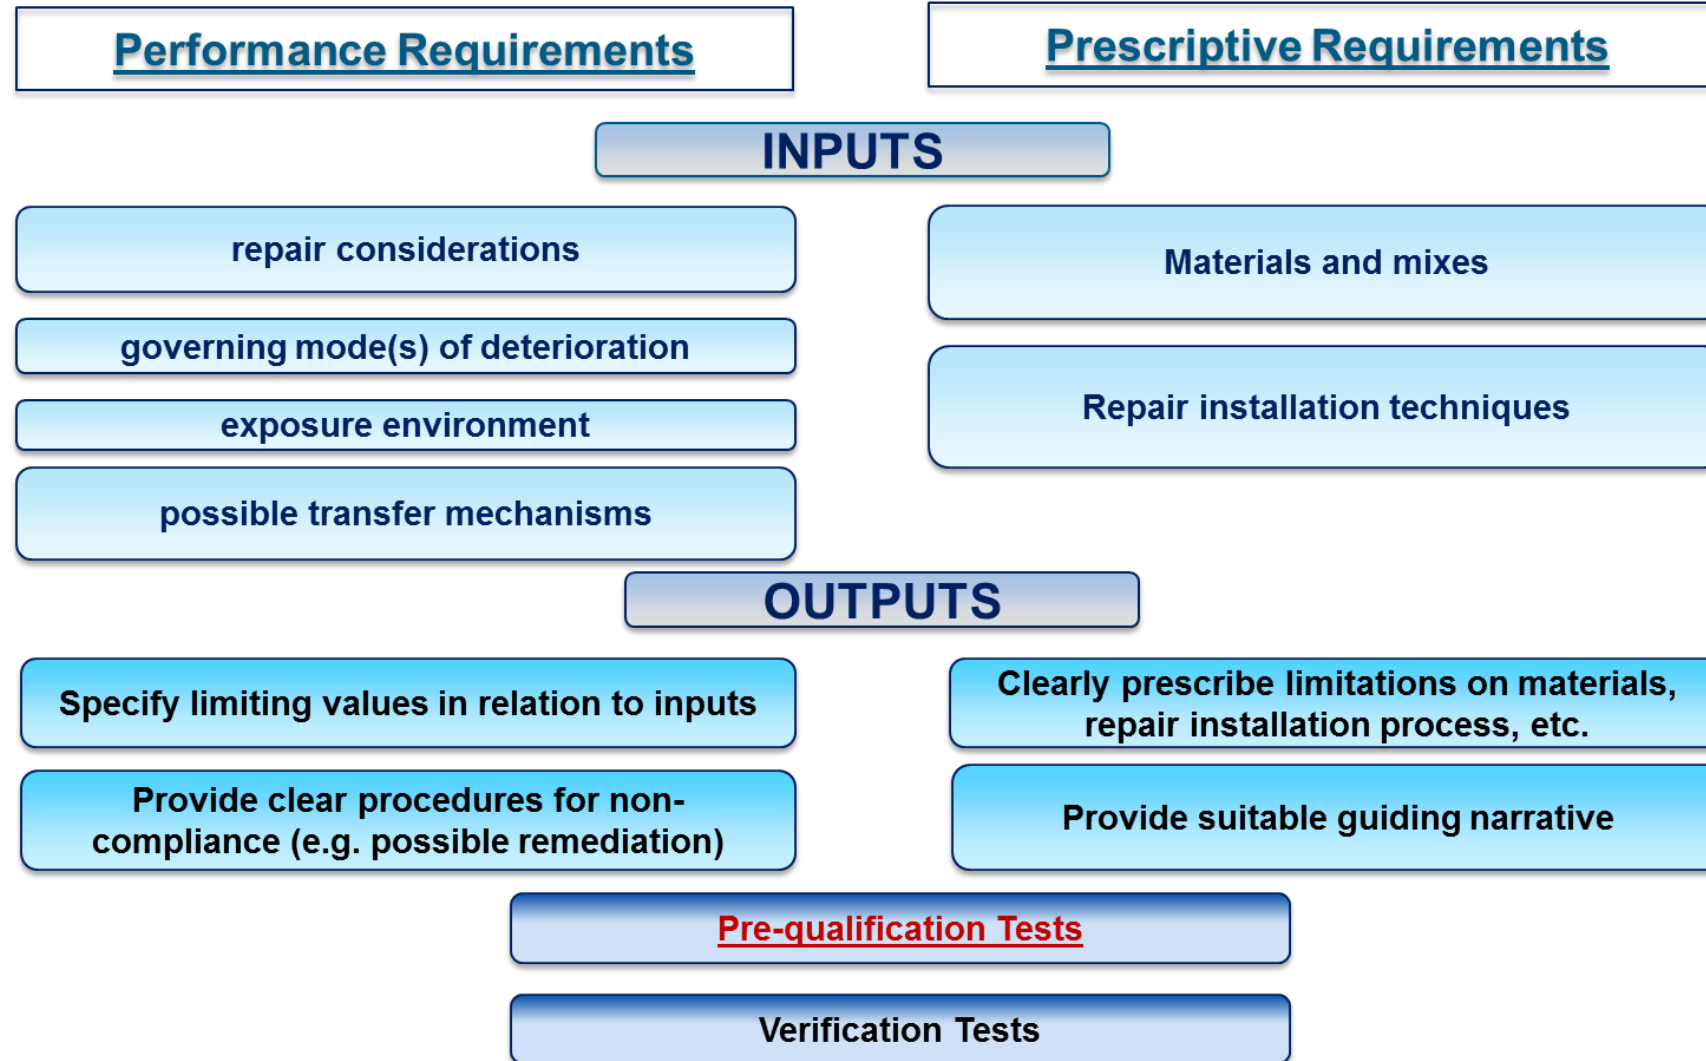 Performance Requirements
Prescriptive Requirements
INPUTS
repair considerations
governing mode(s) of deterioration
exposure environment
possible transfer mechanisms
Materials and mixes
Repair installation techniques
OUTPUTS
Specify limiting values in relation to inputs
Provide clear procedures for non-
compliance (e.g. possible remediation)
Clearly prescribe limitations on materials,
repair installation process, etc.
Provide suitable guiding narrative
Pre-qualification Tests
Verification Tests